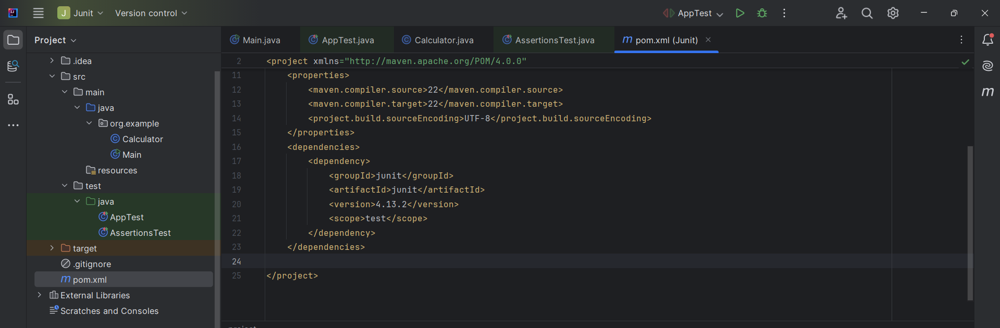 J Junit Version control AppTest
Project
Main.java AppTest.java Calculator.java AssertionsTest.java m pom.xml (Junit)
.idea
src
main
java
org.example
Calculator
Main
resources
test
java
AppTest
AssertionsTest
target
.gitignore
m pom.xml
External Libraries
Scratches and Consoles
2 <project xmlns="http://maven.apache.org/POM/4.0.0"
11 <properties>
12 <maven.compiler.source>22</maven.compiler.source>
13 <maven.compiler.target>22</maven.compiler.target>
14 <project.build.sourceEncoding>UTF-8</project.build.sourceEncoding>
15 </properties>
16 <dependencies>
17 <dependency>
18 <groupId>junit</groupId>
19 <artifactId>junit</artifactId>
20 <version>4.13.2</version>
21 <scope>test</scope>
22 </dependency>
23 </dependencies>
24
25 </project>
m